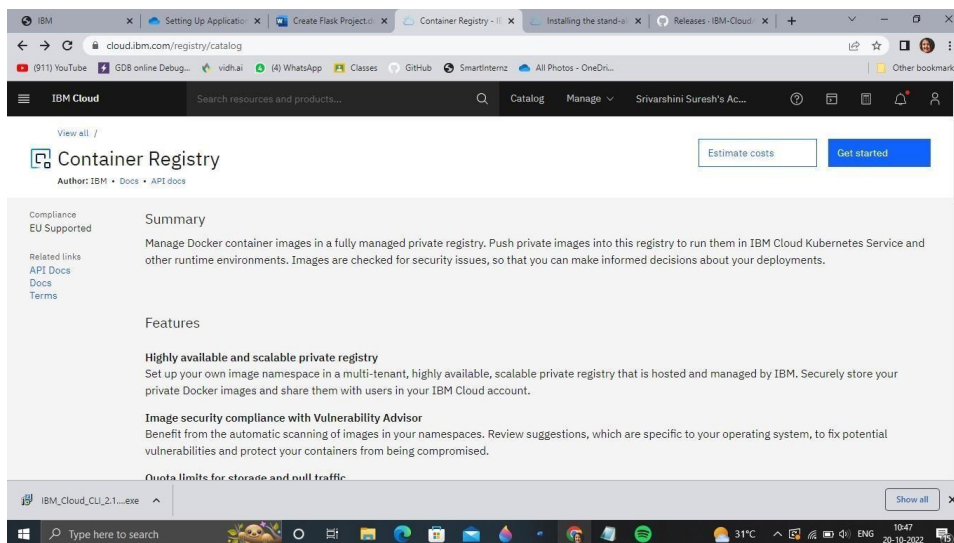 IBM
Setting Up Applicatio
Create Flask Project.d
Container Registry - I
Installing the stand-a
Releases · IBM-Cloud
cloud.ibm.com/registry/catalog
(911) YouTube
GDB online Debug...
vidh.ai
(4) WhatsApp
Classes
GitHub
SmartInternz
All Photos - OneDri...
Other bookmark
IBM Cloud
Search resources and products...
Catalog
Manage
Srivarshini Suresh's Ac...
View all /
Container Registry
Author: IBM • Docs • API docs
Estimate costs
Get started
Compliance
EU Supported
Related links
API Docs
Docs
Terms
Summary
Manage Docker container images in a fully managed private registry. Push private images into this registry to run them in IBM Cloud Kubernetes Service and
other runtime environments. Images are checked for security issues, so that you can make informed decisions about your deployments.
Features
Highly available and scalable private registry
Set up your own image namespace in a multi-tenant, highly available, scalable private registry that is hosted and managed by IBM. Securely store your
private Docker images and share them with users in your IBM Cloud account.
Image security compliance with Vulnerability Advisor
Benefit from the automatic scanning of images in your namespaces. Review suggestions, which are specific to your operating system, to fix potential
vulnerabilities and protect your containers from being compromised.
Quota limits for storage and pull traffic
IBM_Cloud_CLI_2.1....exe
Show all
Type here to search
31°C
ENG
10:47
20-10-2022
15